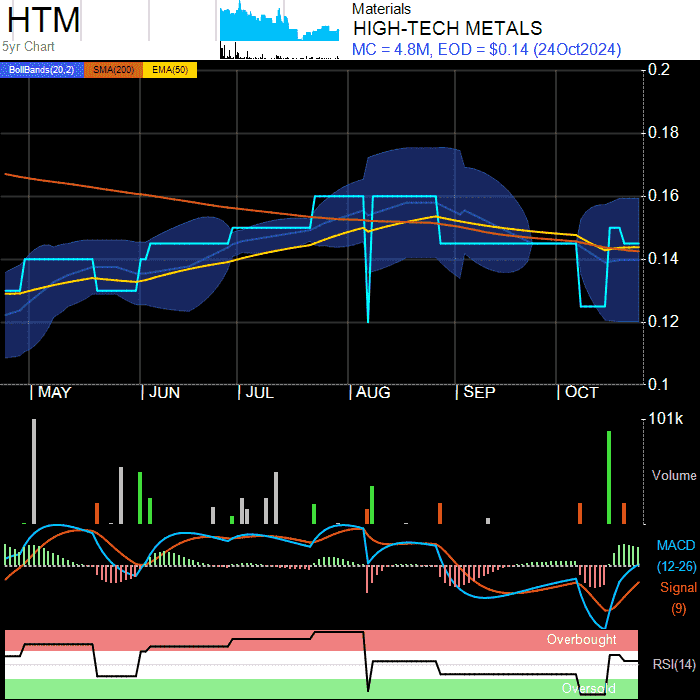 HTM
5yr Chart
Materials
HIGH-TECH METALS
MC = 4.8M, EOD = $0.14 (24Oct2024)
BollBands(20,2) SMA(200) EMA(50)
0.2
0.18
0.16
0.14
0.12
0.1
MAY JUN JUL AUG SEP OCT
101k
Volume
MACD
(12-26)
Signal
(9)
Overbought
RSI(14)
Oversold